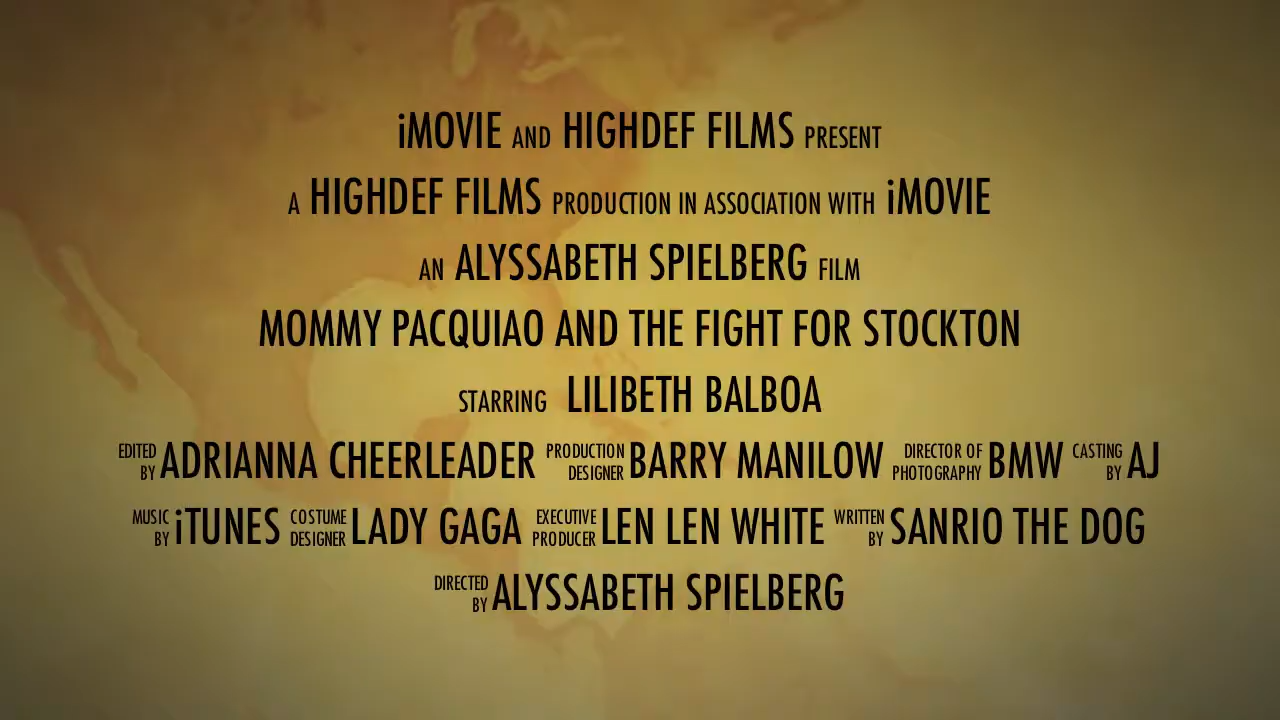 iMOVIE AND HIGHDEF FILMS PRESENT
A HIGHDEF FILMS PRODUCTION IN ASSOCIATION WITH iMOVIE
AN ALYSSABETH SPIELBERG FILM
MOMMY PACQUIAO AND THE FIGHT FOR STOCKTON
STARRING LILIBETH BALBOA
EDITED BY ADRIANNA CHEERLEADER PRODUCTION DESIGNER BARRY MANILOW DIRECTOR OF PHOTOGRAPHY BMW CASTING BY AJ
MUSIC BY iTUNES COSTUME DESIGNER LADY GAGA EXECUTIVE PRODUCER LEN LEN WHITE WRITTEN BY SANRIO THE DOG
DIRECTED BY ALYSSABETH SPIELBERG